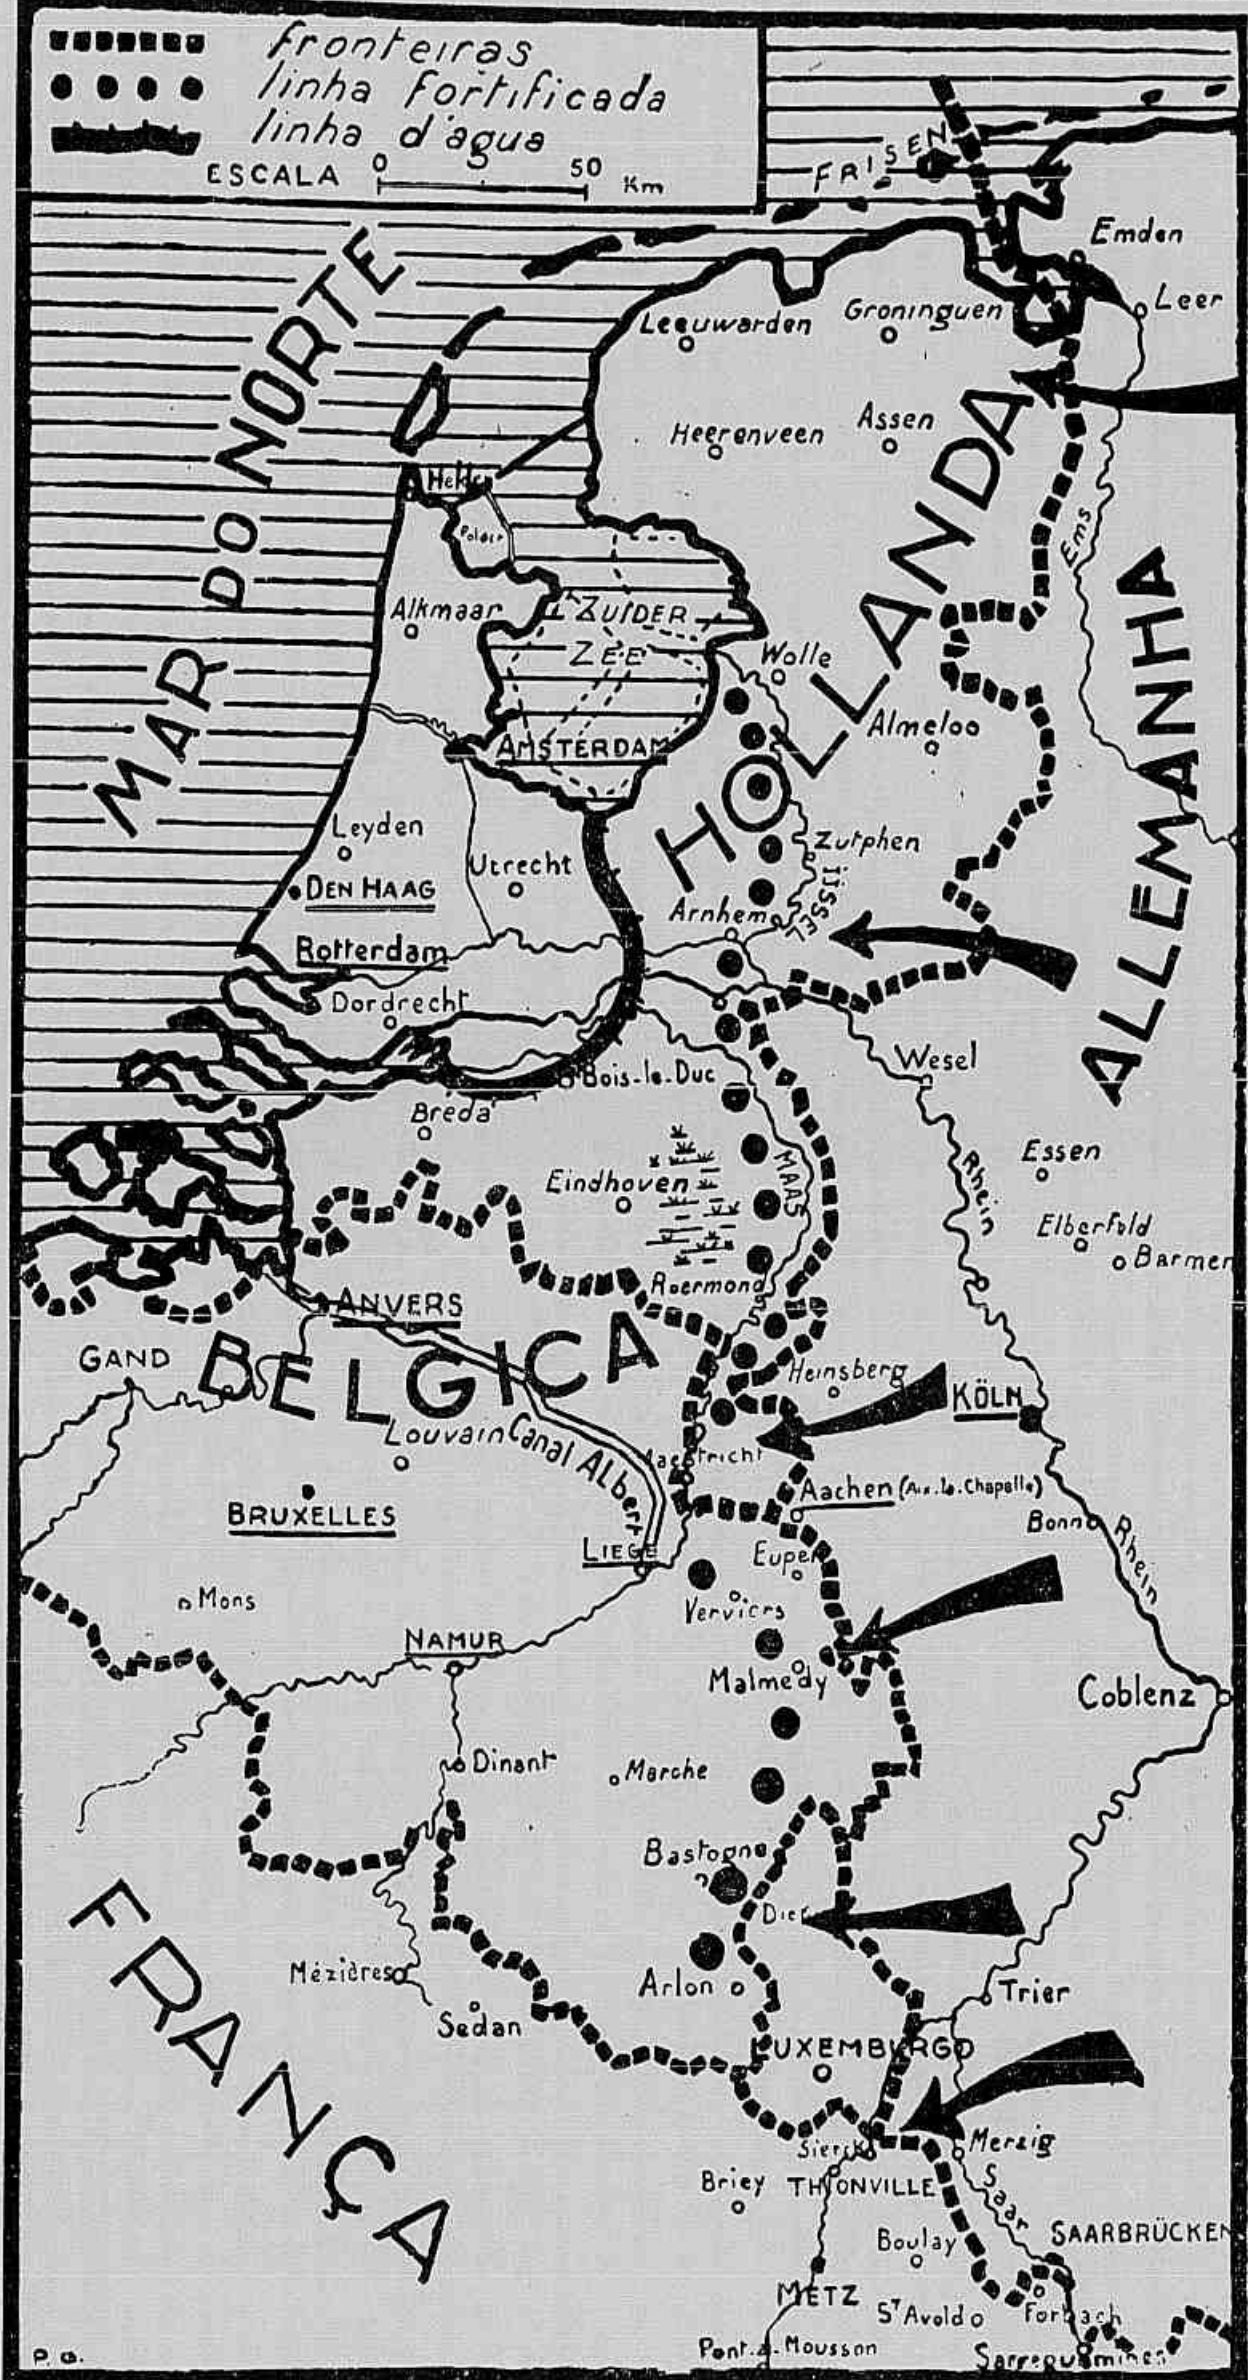 fronteiras
linha fortificada
linha d'agua
ESCALA 0 50 Km
FRISEN
MAR DO NORTE
Emden
Leer
Leeuwarden
Groninguen
Heerenveen
Assen
HOLLANDA
Ems
ALLEMANHA
Alkmaar
ZUIDER
ZEE
Wolle
Almeloo
AMSTERDAM
Leyden
Utrecht
Zutphen
IJSSEL
DEN HAAG
Arnhem
Rotterdam
Dordrecht
Wesel
Bois-le-Duc
Breda
MAAS
Rhein
Essen
Eindhoven
Elberfeld
Barmen
Roermond
ANVERS
GAND
BELGICA
Heinsberg
KÖLN
Louvain
Canal Albert
Aachen (Aix-la-Chapelle)
BRUXELLES
Bonn
Rhein
LIEGE
Eupen
Mons
Verviers
NAMUR
Malmedy
Coblenz
Dinant
Marche
Bastogne
FRANÇA
Mézières
Arlon
Trier
Sedan
LUXEMBURGO
Sierck
Merzig
Briey
THIONVILLE
Saar
Boulay
SAARBRÜCKEN
METZ
St Avoldo
Forbach
Pont-a-Mousson
P. G.